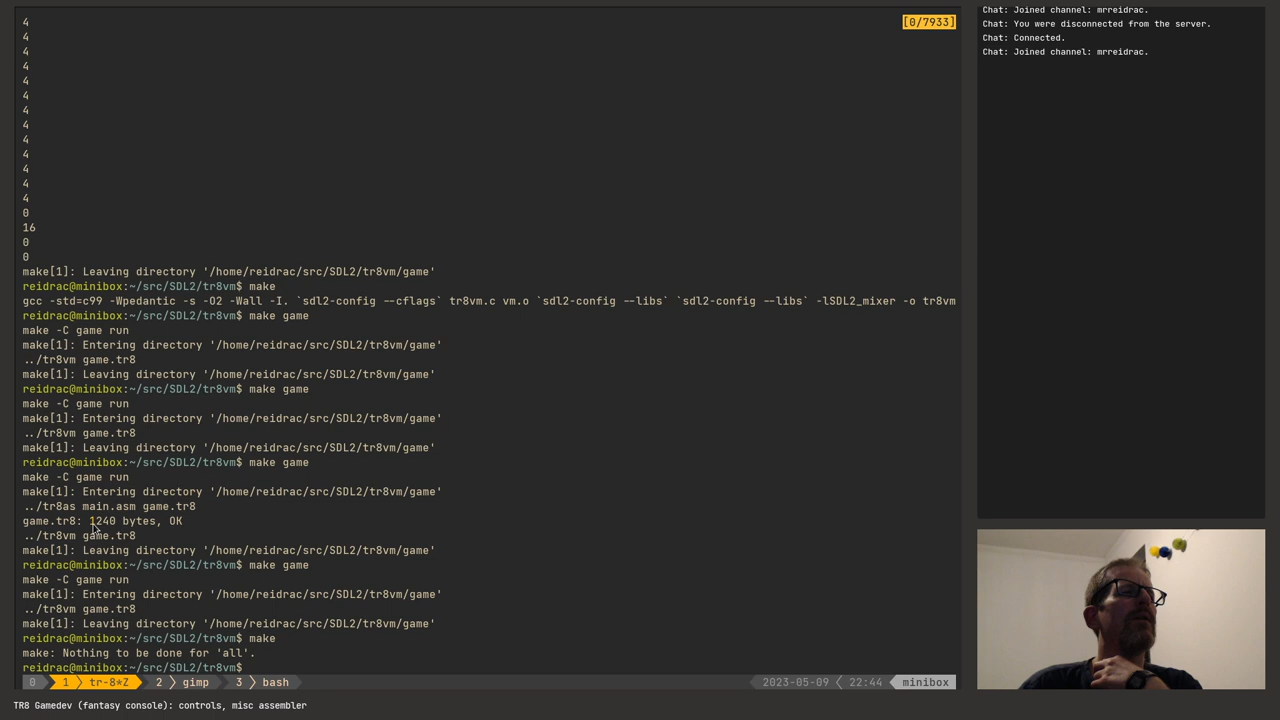 4
4
4
4
4
4
4
4
4
4
4
4
4
0
16
0
0
make[1]: Leaving directory '/home/reidrac/src/SDL2/tr8vm/game'
reidrac@minibox:~/src/SDL2/tr8vm$ make
gcc -std=c99 -Wpedantic -s -O2 -Wall -I. `sdl2-config --cflags` tr8vm.c vm.o `sdl2-config --libs` `sdl2-config --libs` -lSDL2_mixer -o tr8vm
reidrac@minibox:~/src/SDL2/tr8vm$ make game
make -C game run
make[1]: Entering directory '/home/reidrac/src/SDL2/tr8vm/game'
../tr8vm game.tr8
make[1]: Leaving directory '/home/reidrac/src/SDL2/tr8vm/game'
reidrac@minibox:~/src/SDL2/tr8vm$ make game
make -C game run
make[1]: Entering directory '/home/reidrac/src/SDL2/tr8vm/game'
../tr8vm game.tr8
make[1]: Leaving directory '/home/reidrac/src/SDL2/tr8vm/game'
reidrac@minibox:~/src/SDL2/tr8vm$ make game
make -C game run
make[1]: Entering directory '/home/reidrac/src/SDL2/tr8vm/game'
../tr8as main.asm game.tr8
game.tr8: 1240 bytes, OK
../tr8vm game.tr8
make[1]: Leaving directory '/home/reidrac/src/SDL2/tr8vm/game'
reidrac@minibox:~/src/SDL2/tr8vm$ make game
make -C game run
make[1]: Entering directory '/home/reidrac/src/SDL2/tr8vm/game'
../tr8vm game.tr8
make[1]: Leaving directory '/home/reidrac/src/SDL2/tr8vm/game'
reidrac@minibox:~/src/SDL2/tr8vm$ make
make: Nothing to be done for 'all'.
reidrac@minibox:~/src/SDL2/tr8vm$
[0/7933]
0 1 tr-8*Z 2 gimp 3 bash 2023-05-09 22:44 minibox
Chat: Joined channel: mrreidrac.
Chat: You were disconnected from the server.
Chat: Connected.
Chat: Joined channel: mrreidrac.
TR8 Gamedev (fantasy console): controls, misc assembler